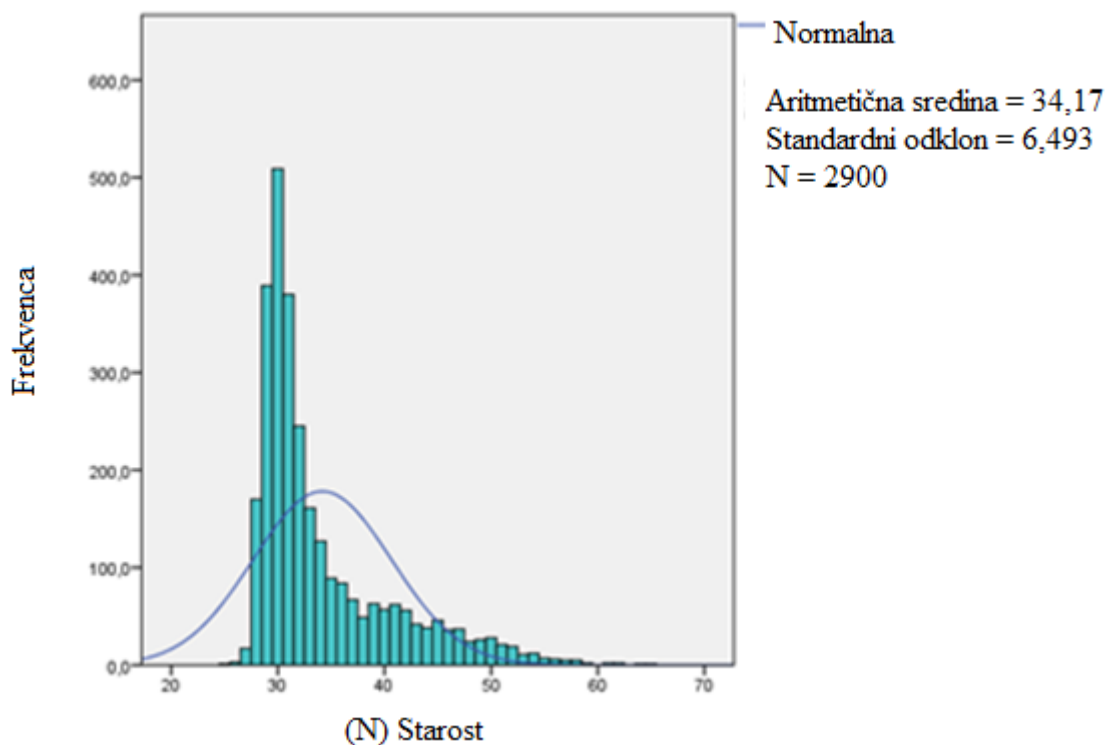 Normalna
Aritmetična sredina = 34,17
Standardni odklon = 6,493
N = 2900
Frekvenca
600,0
500,0
400,0
300,0
200,0
100,0
0,0
20 30 40 50 60 70
(N) Starost